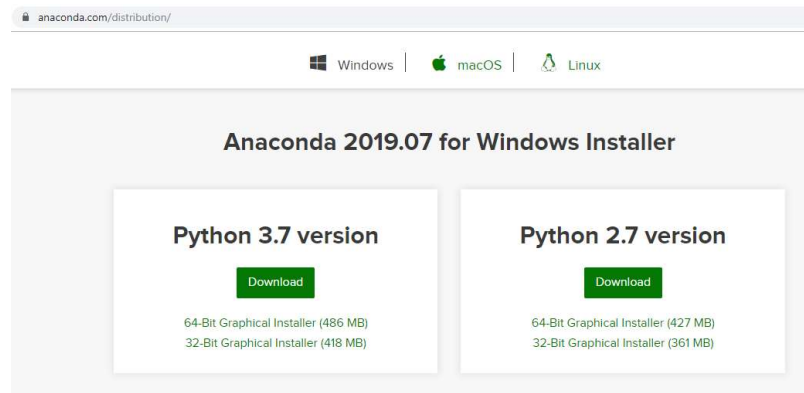 anaconda.com/distribution/
Windows macOS Linux
Anaconda 2019.07 for Windows Installer
Python 3.7 version
Download
64-Bit Graphical Installer (486 MB)
32-Bit Graphical Installer (418 MB)
Python 2.7 version
Download
64-Bit Graphical Installer (427 MB)
32-Bit Graphical Installer (361 MB)